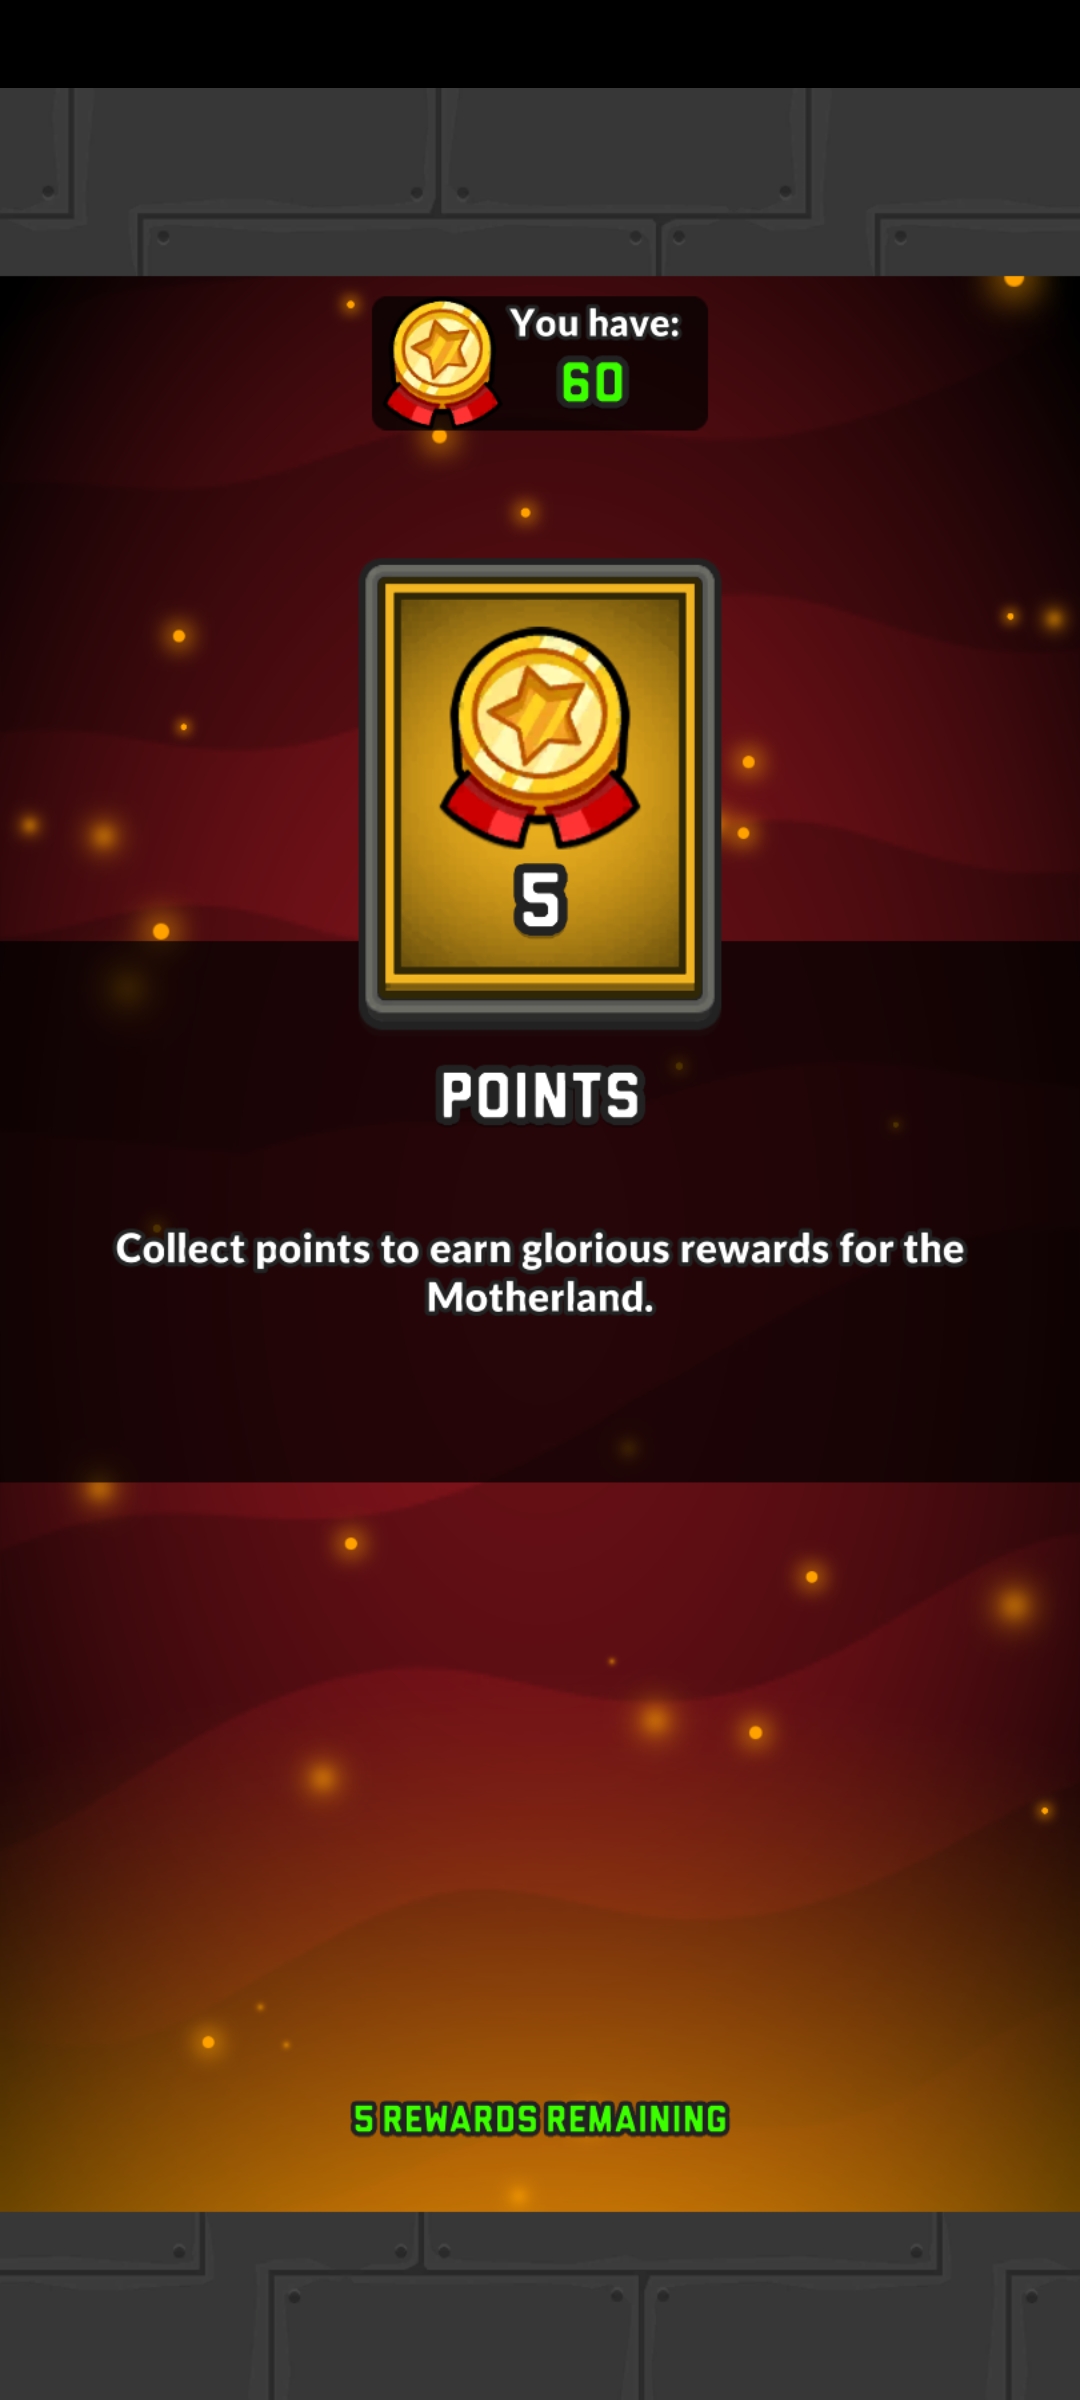 You have:
60
5
POINTS
Collect points to earn glorious rewards for the
Motherland.
5 REWARDS REMAINING